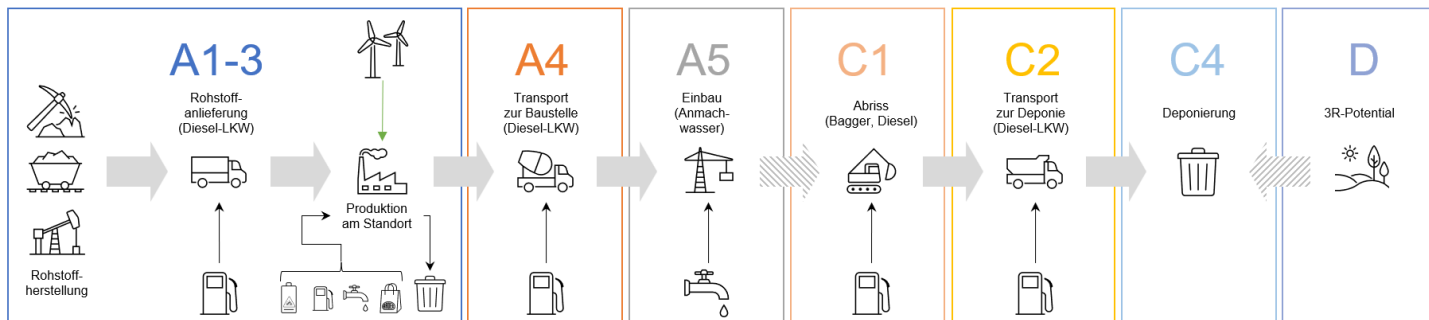 A1-3
Rohstoff-
anlieferung
(Diesel-LKW)
Produktion
am Standort
Rohstoff-
herstellung
A4
Transport
zur Baustelle
(Diesel-LKW)
A5
Einbau
(Anmach-
wasser)
C1
Abriss
(Bagger, Diesel)
C2
Transport
zur Deponie
(Diesel-LKW)
C4
Deponierung
D
3R-Potential